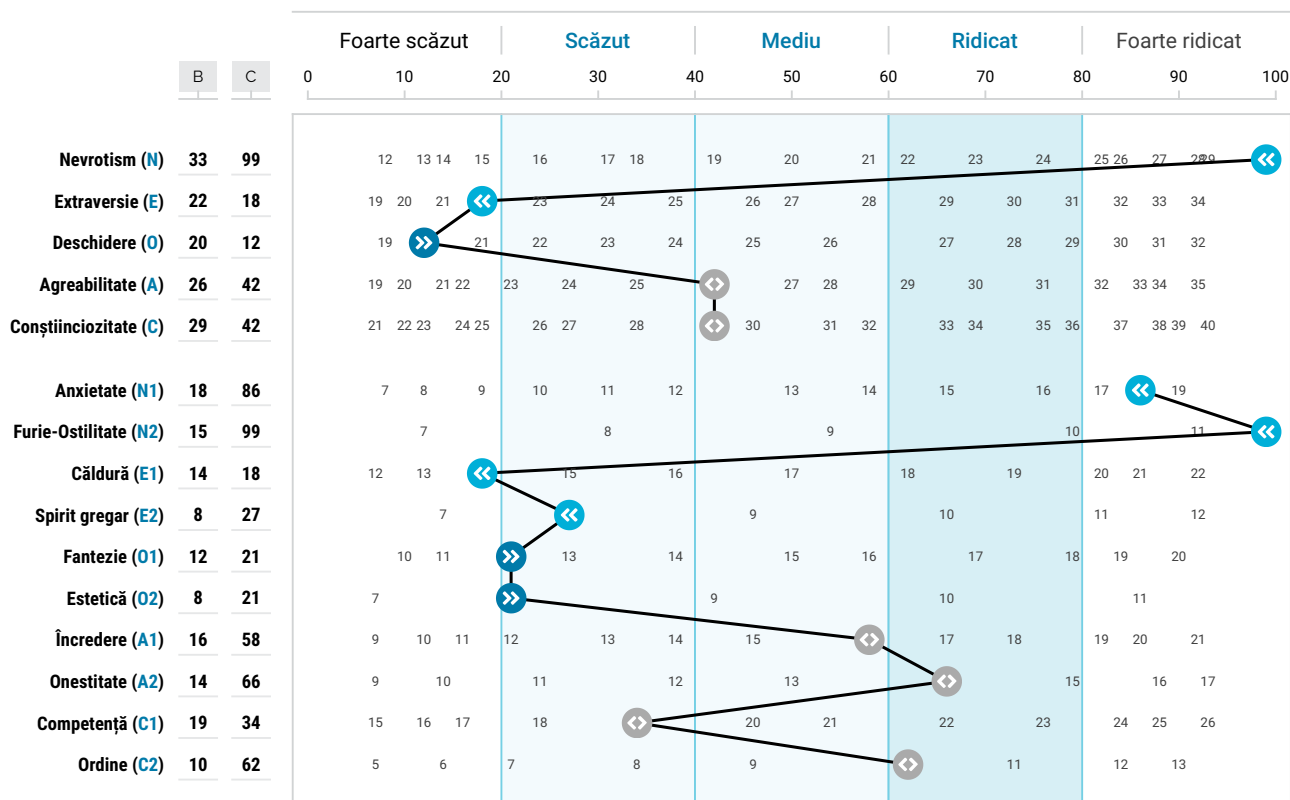 Foarte scăzut Scăzut Mediu Ridicat Foarte ridicat
B C 0 10 20 30 40 50 60 70 80 90 100
Nevrotism (N) 33 99 12 13 14 15 16 17 18 19 20 21 22 23 24 25 26 27 28 29
Extraversie (E) 22 18 19 20 21 23 24 25 26 27 28 29 30 31 32 33 34
Deschidere (O) 20 12 19 21 22 23 24 25 26 27 28 29 30 31 32
Agreabilitate (A) 26 42 19 20 21 22 23 24 25 27 28 29 30 31 32 33 34 35
Conștiinciozitate (C) 29 42 21 22 23 24 25 26 27 28 30 31 32 33 34 35 36 37 38 39 40
Anxietate (N1) 18 86 7 8 9 10 11 12 13 14 15 16 17 19
Furie-Ostilitate (N2) 15 99 7 8 9 10 11
Căldură (E1) 14 18 12 13 15 16 17 18 19 20 21 22
Spirit gregar (E2) 8 27 7 9 10 11 12
Fantezie (O1) 12 21 10 11 13 14 15 16 17 18 19 20
Estetică (O2) 8 21 7 9 10 11
Încredere (A1) 16 58 9 10 11 12 13 14 15 17 18 19 20 21
Onestitate (A2) 14 66 9 10 11 12 13 15 16 17
Competență (C1) 19 34 15 16 17 18 20 21 22 23 24 25 26
Ordine (C2) 10 62 5 6 7 8 9 11 12 13